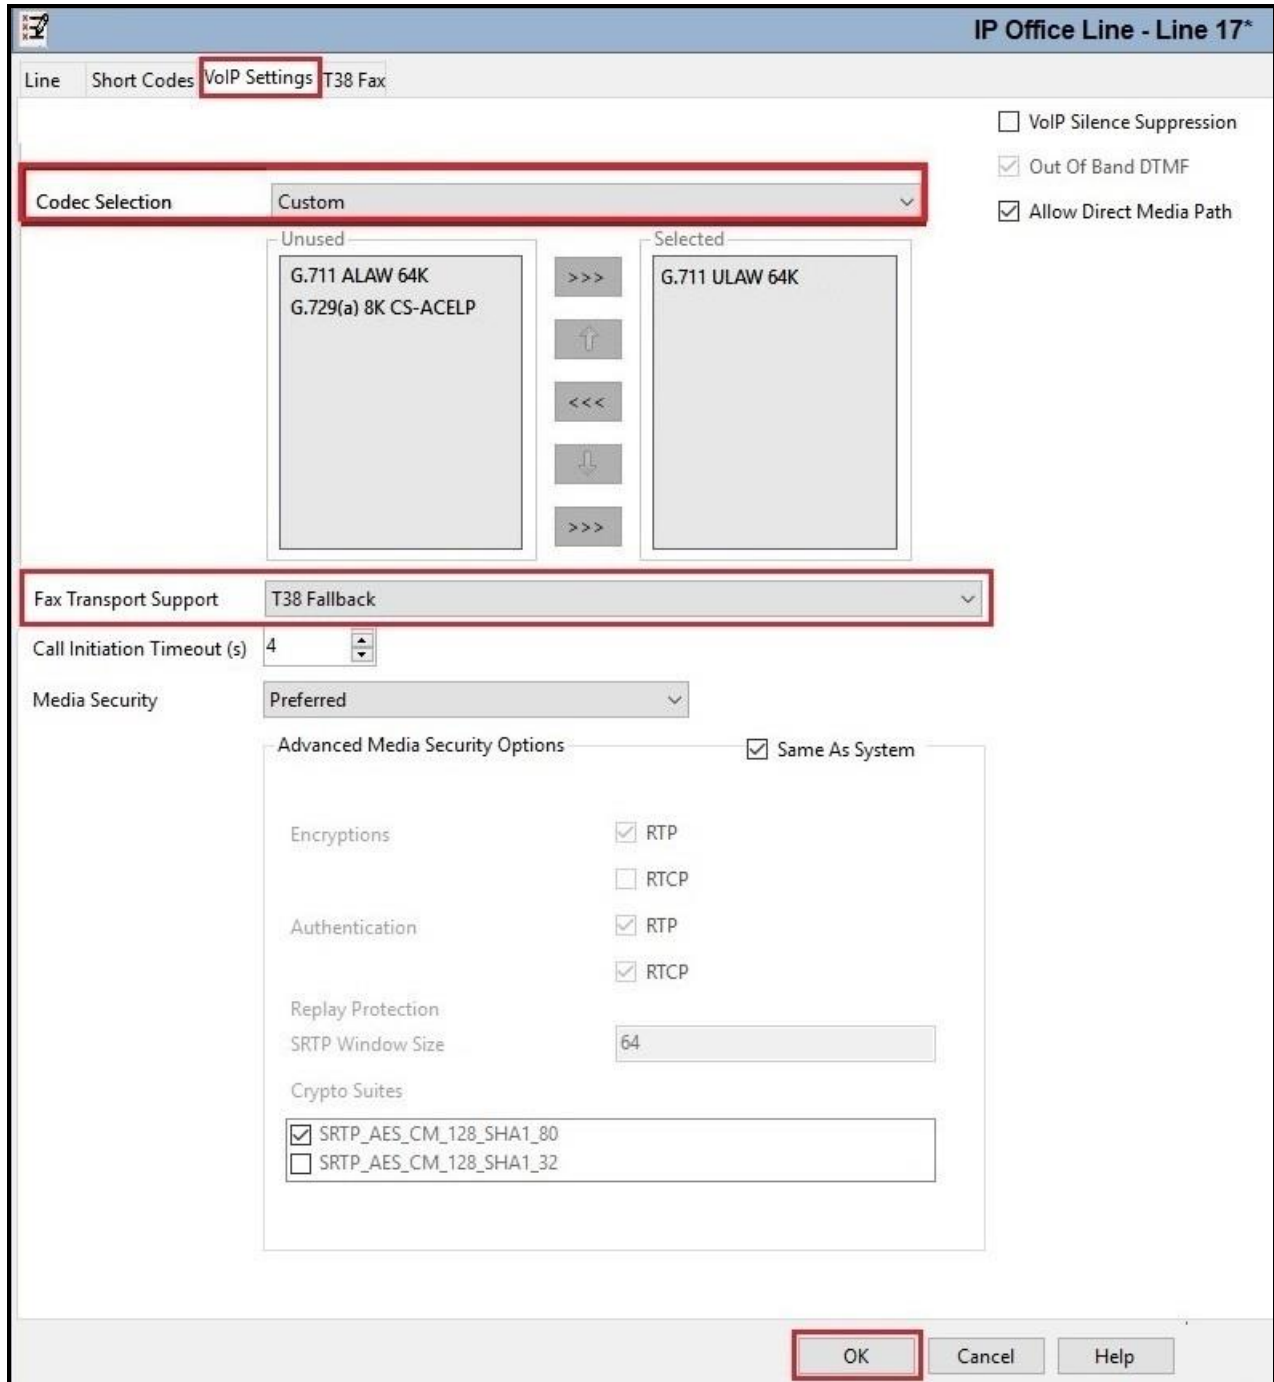 IP Office Line - Line 17*
Line Short Codes VoIP Settings T38 Fax
VoIP Silence Suppression
Out Of Band DTMF
Allow Direct Media Path
Codec Selection Custom
Unused Selected
G.711 ALAW 64K >>> G.711 ULAW 64K
G.729(a) 8K CS-ACELP
<<<
>>>
Fax Transport Support T38 Fallback
Call Initiation Timeout (s) 4
Media Security Preferred
Advanced Media Security Options Same As System
Encryptions RTP
RTCP
Authentication RTP
RTCP
Replay Protection
SRTP Window Size 64
Crypto Suites
SRTP_AES_CM_128_SHA1_80
SRTP_AES_CM_128_SHA1_32
OK Cancel Help